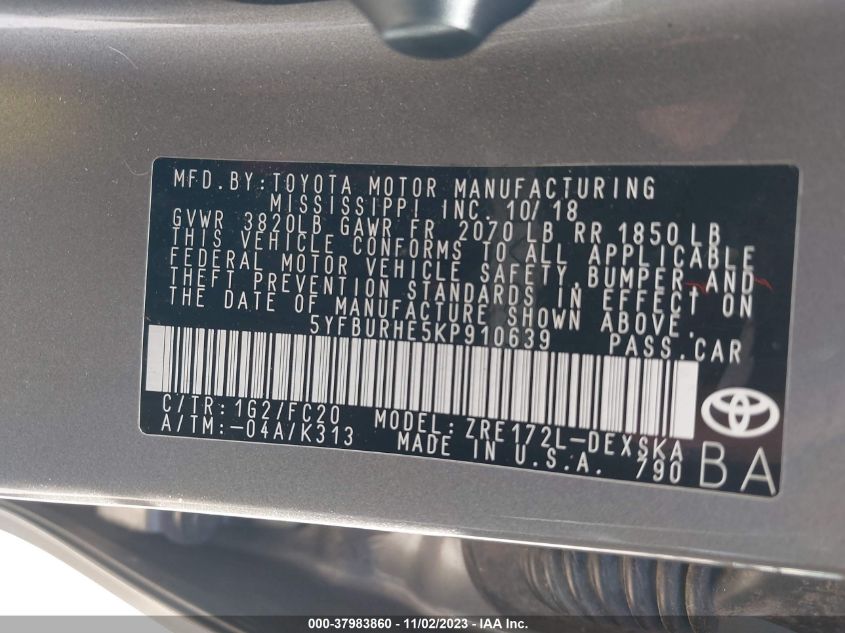 MFD.BY:TOYOTA MOTOR MANUFACTURING
MISSISSIPPI INC. 10/18
GVWR 3820LB GAWR FR 2070 LB RR 1850 LB
THIS VEHICLE CONFORMS TO ALL APPLICABLE
FEDERAL MOTOR VEHICLE SAFETY,BUMPER,AND
THEFT PREVENTION STANDARDS IN EFFECT ON
THE DATE OF MANUFACTURE SHOWN ABOVE.
5YFBURHE5KP910639 PASS.CAR
C/TR:1G2/FC20 MODEL:ZRE172L-DEXSKA
A/TM:-04A/K313 MADE IN U.S.A. 790
BA
000-37983860 - 11/02/2023 - IAA Inc.